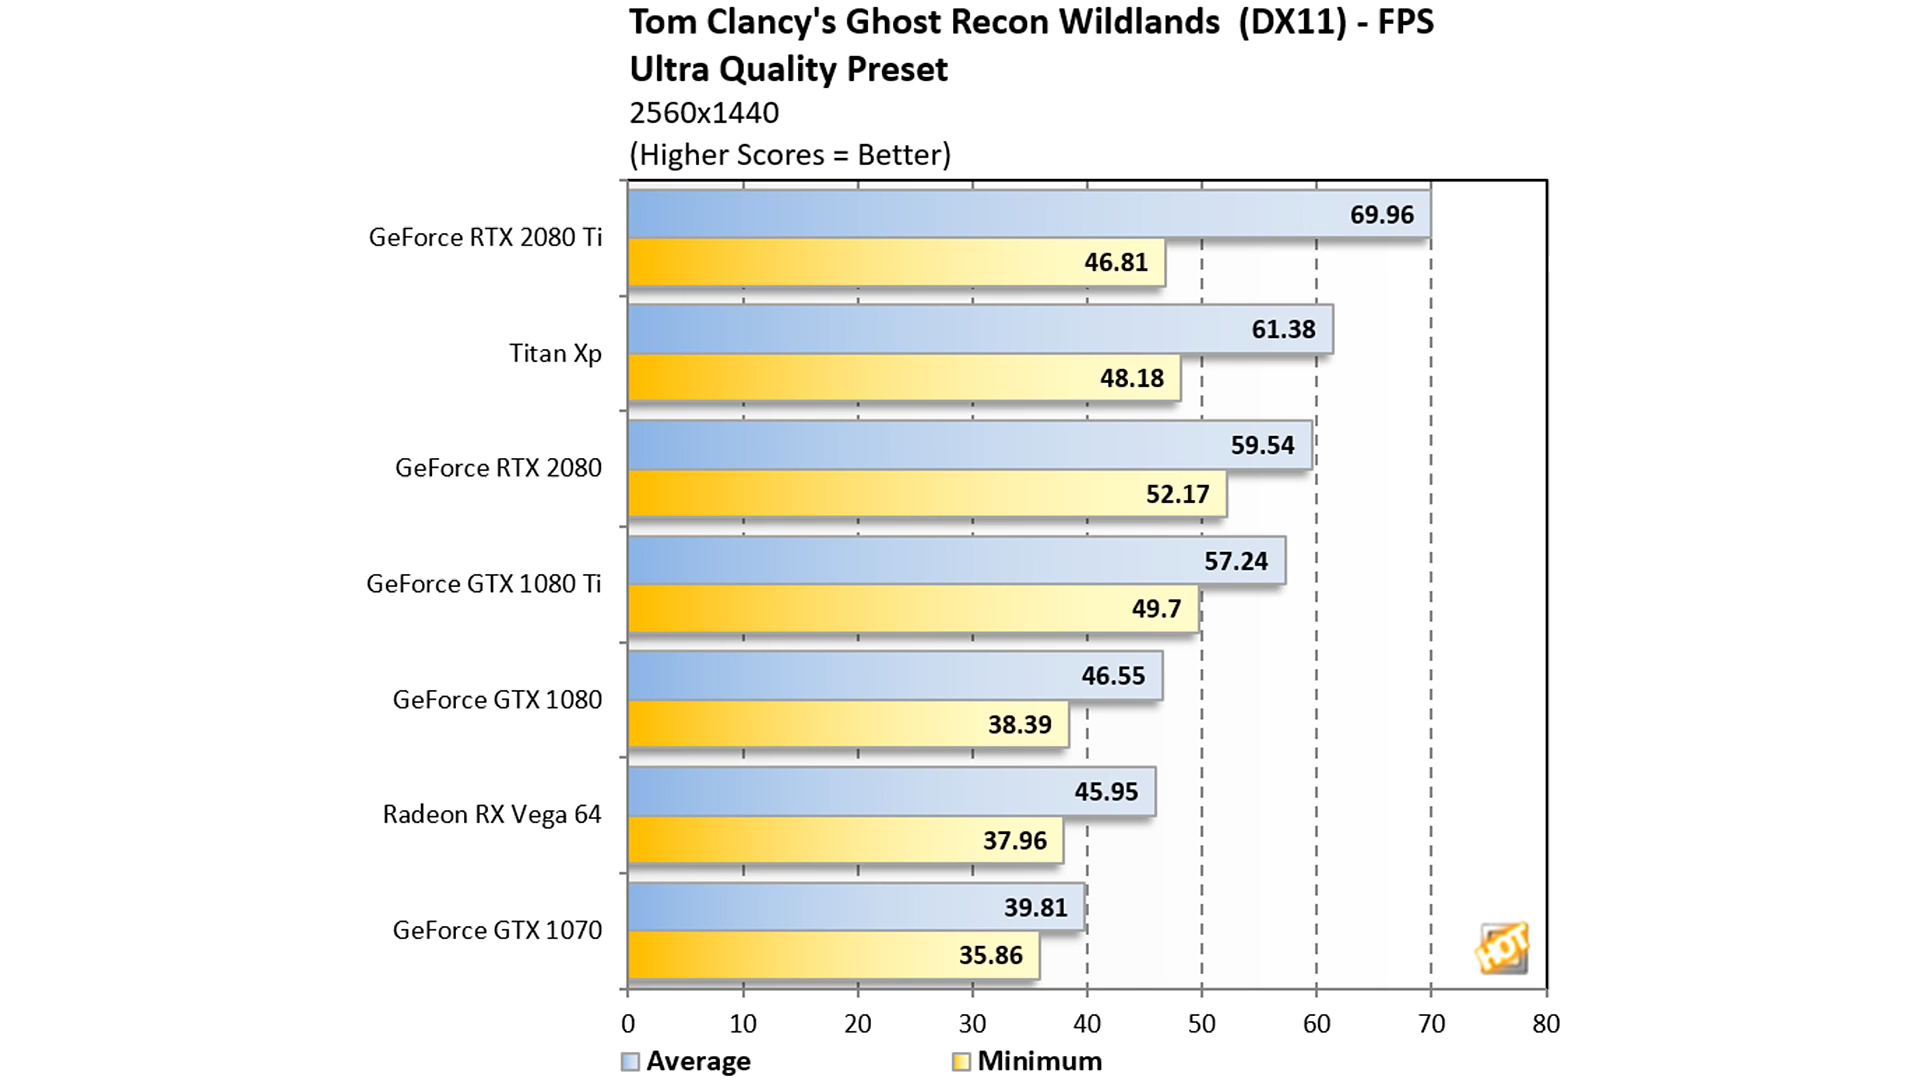 Tom Clancy's Ghost Recon Wildlands (DX11) - FPS
Ultra Quality Preset
2560x1440
(Higher Scores = Better)
GeForce RTX 2080 Ti
69.96
46.81
Titan Xp
61.38
48.18
GeForce RTX 2080
59.54
52.17
GeForce GTX 1080 Ti
57.24
49.7
GeForce GTX 1080
46.55
38.39
Radeon RX Vega 64
45.95
37.96
GeForce GTX 1070
39.81
35.86
HOT
0 10 20 30 40 50 60 70 80
Average Minimum